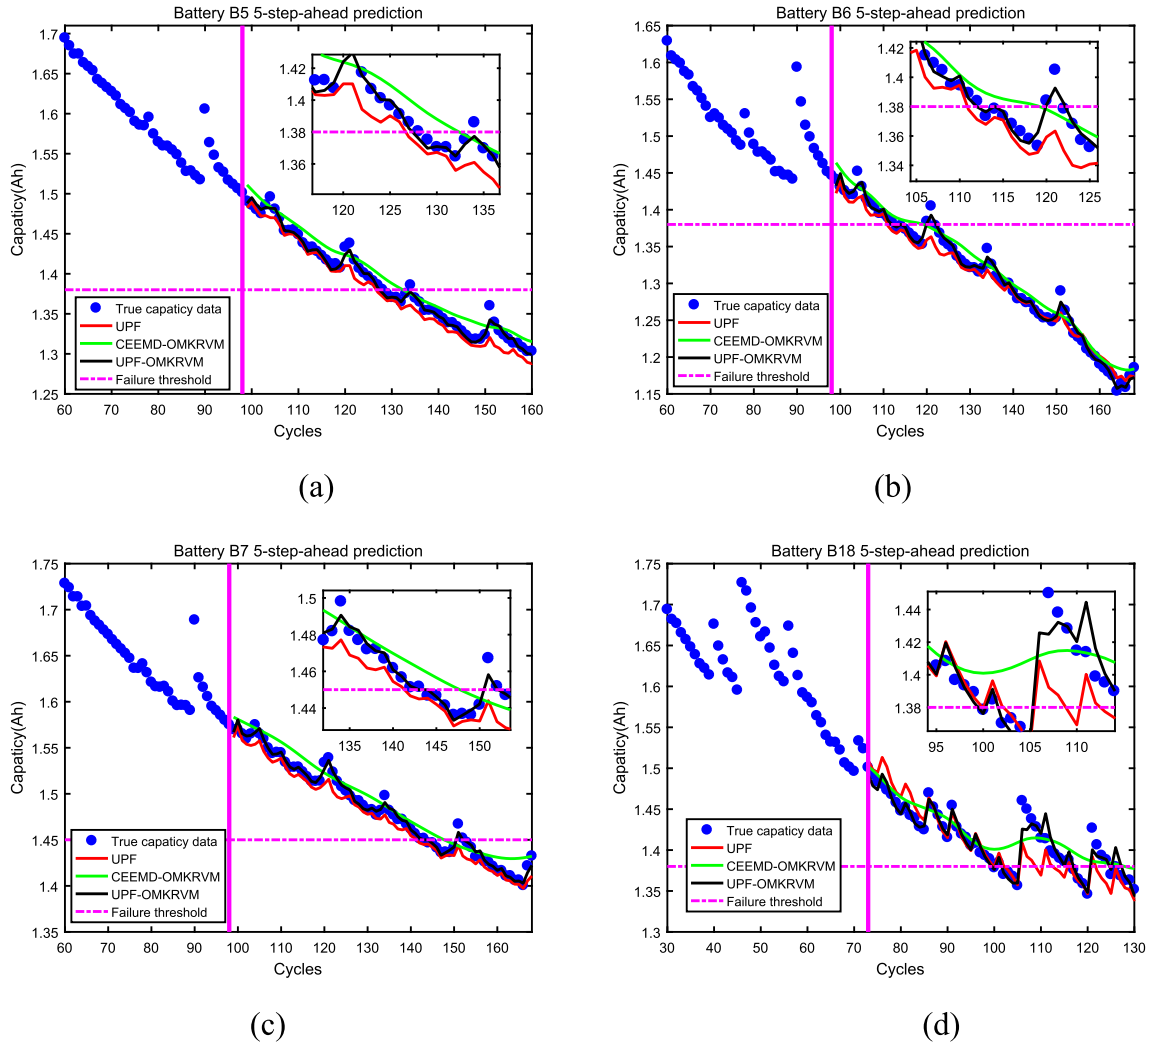 Battery B5 5-step-ahead prediction
1.7
1.65
1.6
1.55
1.5
1.45
1.4
1.35
1.3
1.25
Capaticy(Ah)
60 70 80 90 100 110 120 130 140 150 160
Cycles
1.42
1.4
1.38
1.36
120 125 130 135
True capaticy data
UPF
CEEMD-OMKRVM
UPF-OMKRVM
Failure threshold
(a)
Battery B6 5-step-ahead prediction
1.65
1.6
1.55
1.5
1.45
1.4
1.35
1.3
1.25
1.2
1.15
Capaticy(Ah)
60 70 80 90 100 110 120 130 140 150 160
Cycles
1.42
1.4
1.38
1.36
1.34
105 110 115 120 125
True capaticy data
UPF
CEEMD-OMKRVM
UPF-OMKRVM
Failure threshold
(b)
Battery B7 5-step-ahead prediction
1.75
1.7
1.65
1.6
1.55
1.5
1.45
1.4
1.35
Capaticy(Ah)
60 70 80 90 100 110 120 130 140 150 160
Cycles
1.5
1.48
1.46
1.44
135 140 145 150
True capaticy data
UPF
CEEMD-OMKRVM
UPF-OMKRVM
Failure threshold
(c)
Battery B18 5-step-ahead prediction
1.75
1.7
1.65
1.6
1.55
1.5
1.45
1.4
1.35
1.3
Capaticy(Ah)
30 40 50 60 70 80 90 100 110 120 130
Cycles
1.44
1.42
1.4
1.38
95 100 105 110
True capaticy data
UPF
CEEMD-OMKRVM
UPF-OMKRVM
Failure threshold
(d)